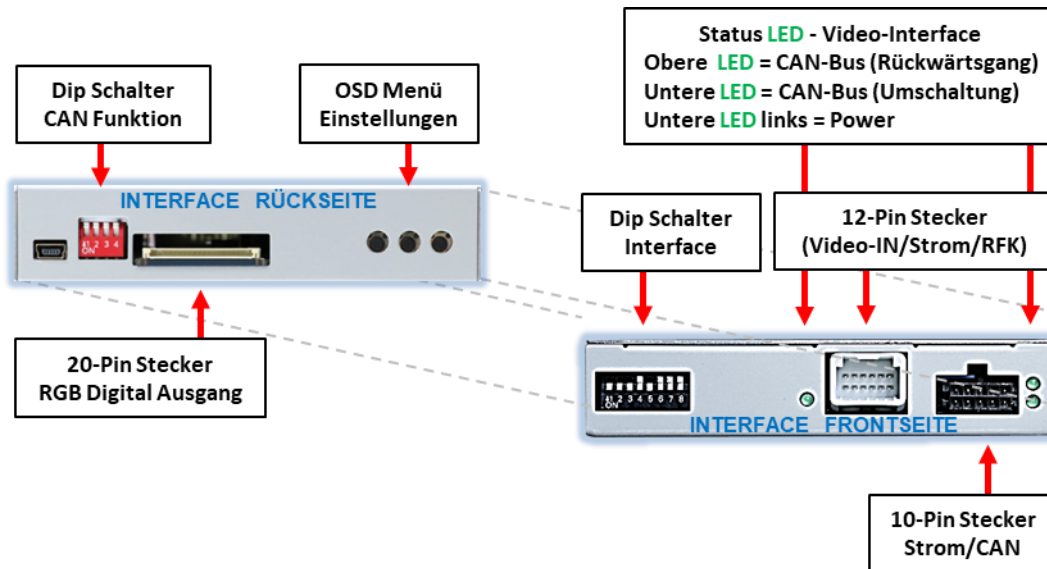 Status LED - Video-Interface
Obere LED = CAN-Bus (Rückwärtsgang)
Untere LED = CAN-Bus (Umschaltung)
Untere LED links = Power
Dip Schalter
CAN Funktion
OSD Menü
Einstellungen
INTERFACE RÜCKSEITE
1 2 3 4
ON
Dip Schalter
Interface
12-Pin Stecker
(Video-IN/Strom/RFK)
20-Pin Stecker
RGB Digital Ausgang
1 2 3 4 5 6 7 8
ON
INTERFACE FRONTSEITE
10-Pin Stecker
Strom/CAN